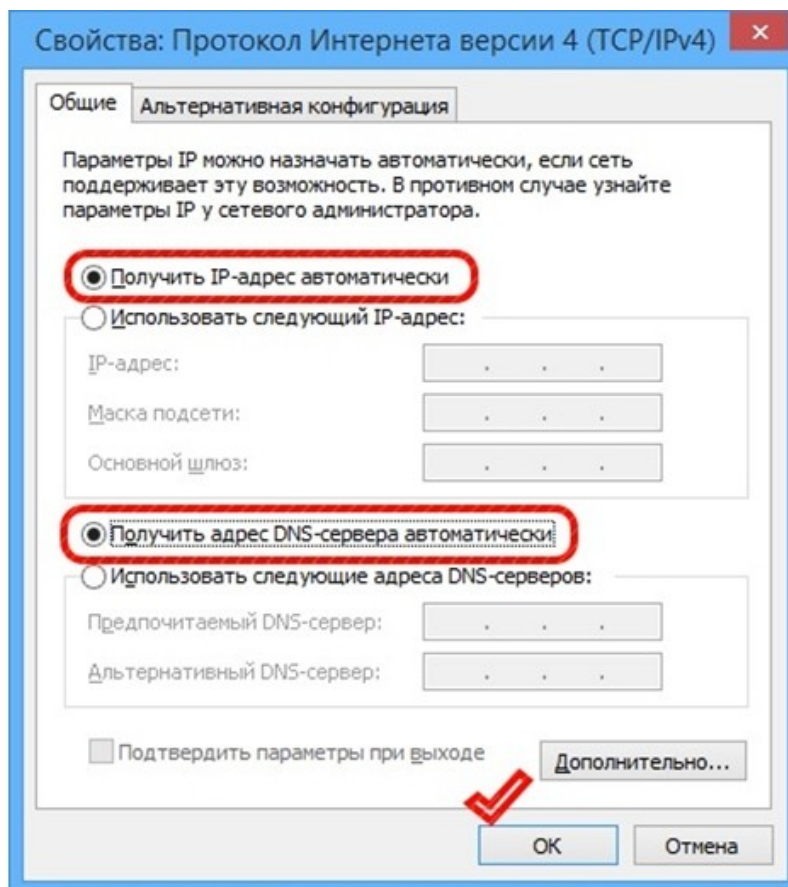 Свойства: Протокол Интернета версии 4 (TCP/IPv4)
Общие
Альтернативная конфигурация
Параметры IP можно назначать автоматически, если сеть
поддерживает эту возможность. В противном случае узнайте
параметры IP у сетевого администратора.
Получить IP-адрес автоматически
Использовать следующий IP-адрес:
IP-адрес:
Маска подсети:
Основной шлюз:
Получить адрес DNS-сервера автоматически
Использовать следующие адреса DNS-серверов:
Предпочитаемый DNS-сервер:
Альтернативный DNS-сервер:
Подтвердить параметры при выходе
Дополнительно...
ОК
Отмена